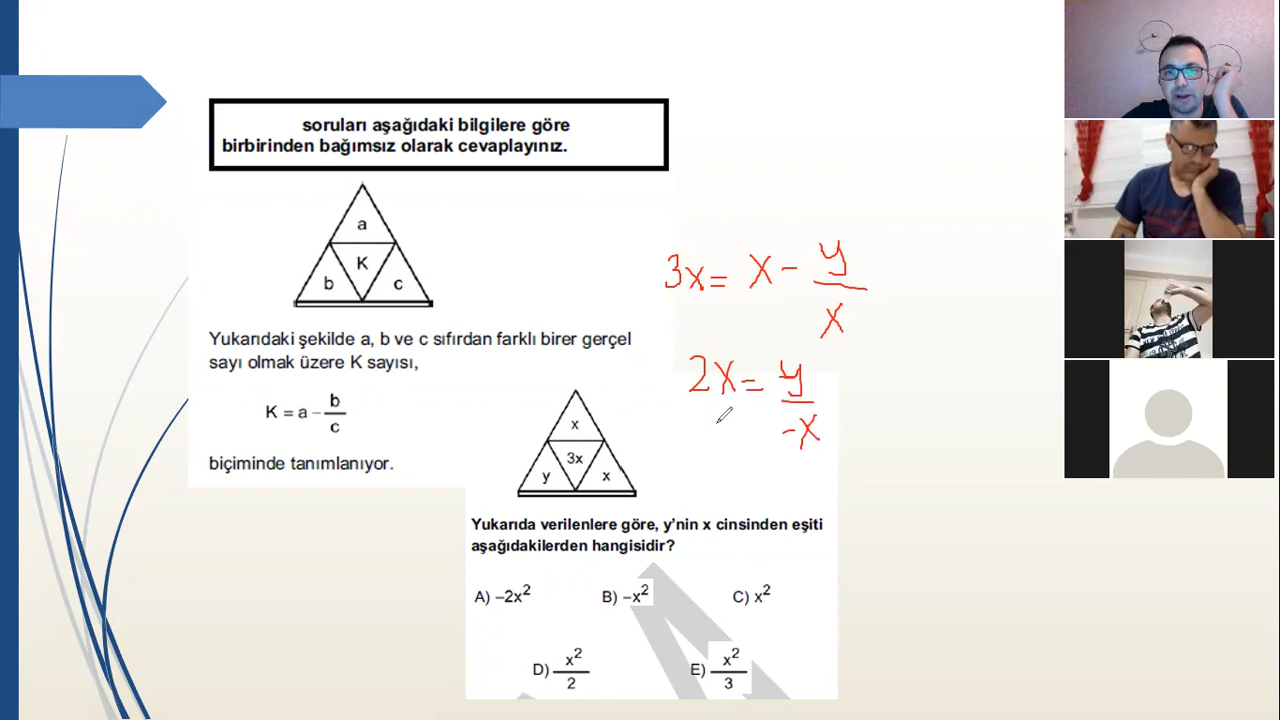 soruları aşağıdaki bilgilere göre
birbirinden bağımsız olarak cevaplayınız.
a
K
b
c
Yukarıdaki şekilde a, b ve c sıfırdan farklı birer gerçel
sayı olmak üzere K sayısı,
K = a – b/c
biçiminde tanımlanıyor.
3x = x - y/x
2x = y/-x
x
3x
y
x
Yukarıda verilenlere göre, y'nin x cinsinden eşiti
aşağıdakilerden hangisidir?
A) –2x²
B) –x²
C) x²
D) x²/2
E) x²/3